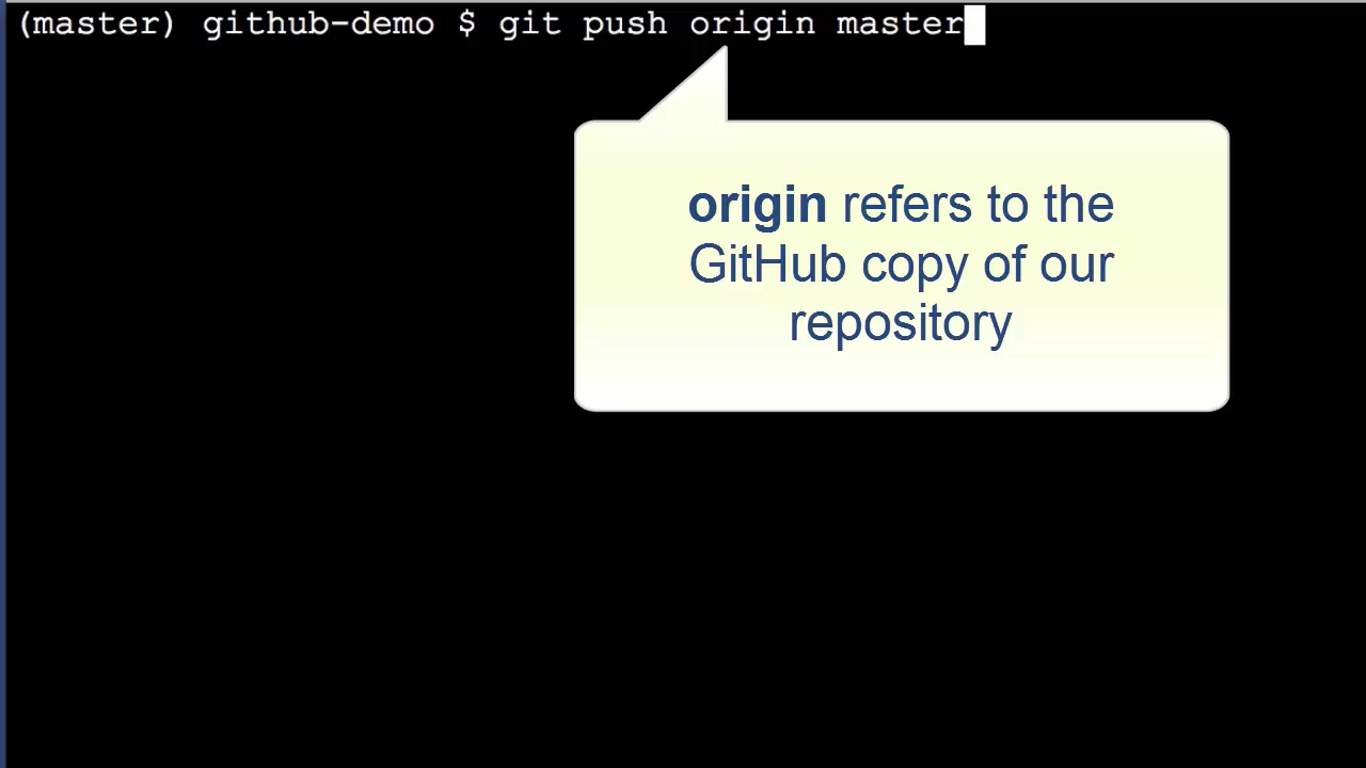 (master) github-demo $ git push origin master
origin refers to the
GitHub copy of our
repository